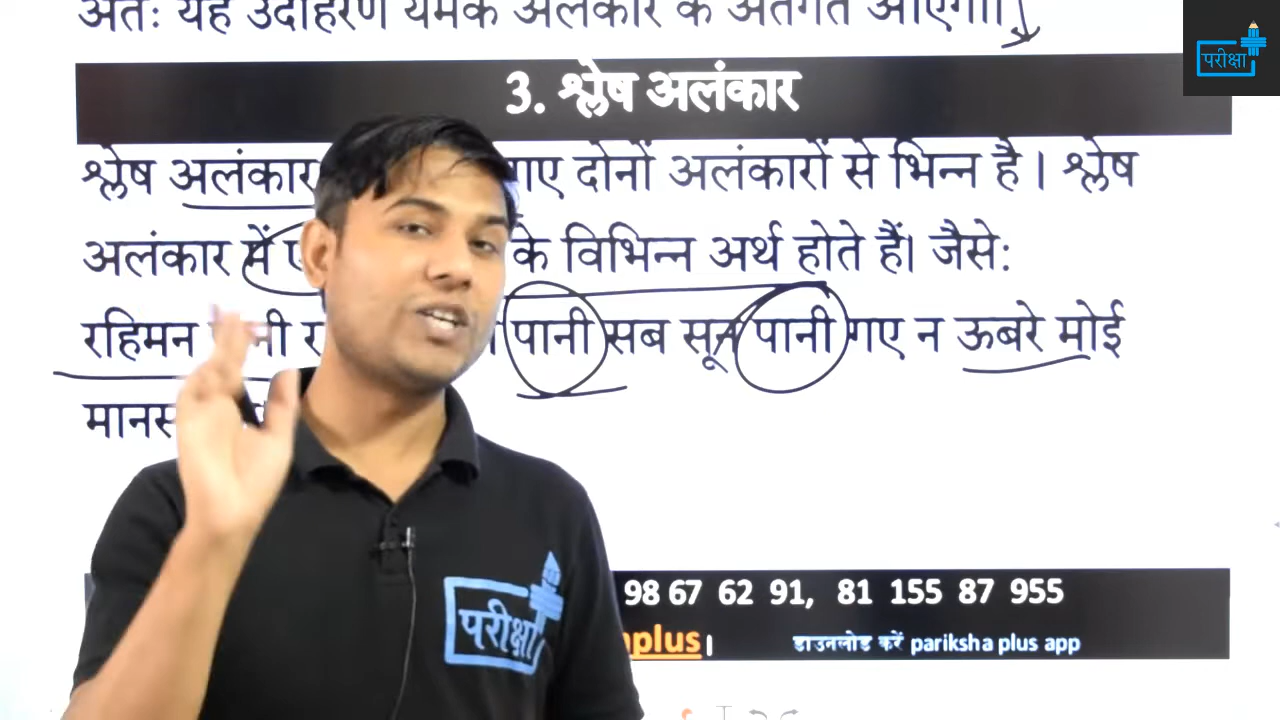 अतः यह उदाहरण यमक अलंकार के अंतर्गत आएगा।
परीक्षा
3. श्लेष अलंकार
श्लेष अलंकार गए दोनों अलंकारों से भिन्न है। श्लेष
अलंकार में के विभिन्न अर्थ होते हैं। जैसे:
रहिमन पानी पानी सब सून पानी गए न ऊबरे मोई
मानस
98 67 62 91, 81 155 87 955
परीक्षा
plus। डाउनलोड करें pariksha plus app